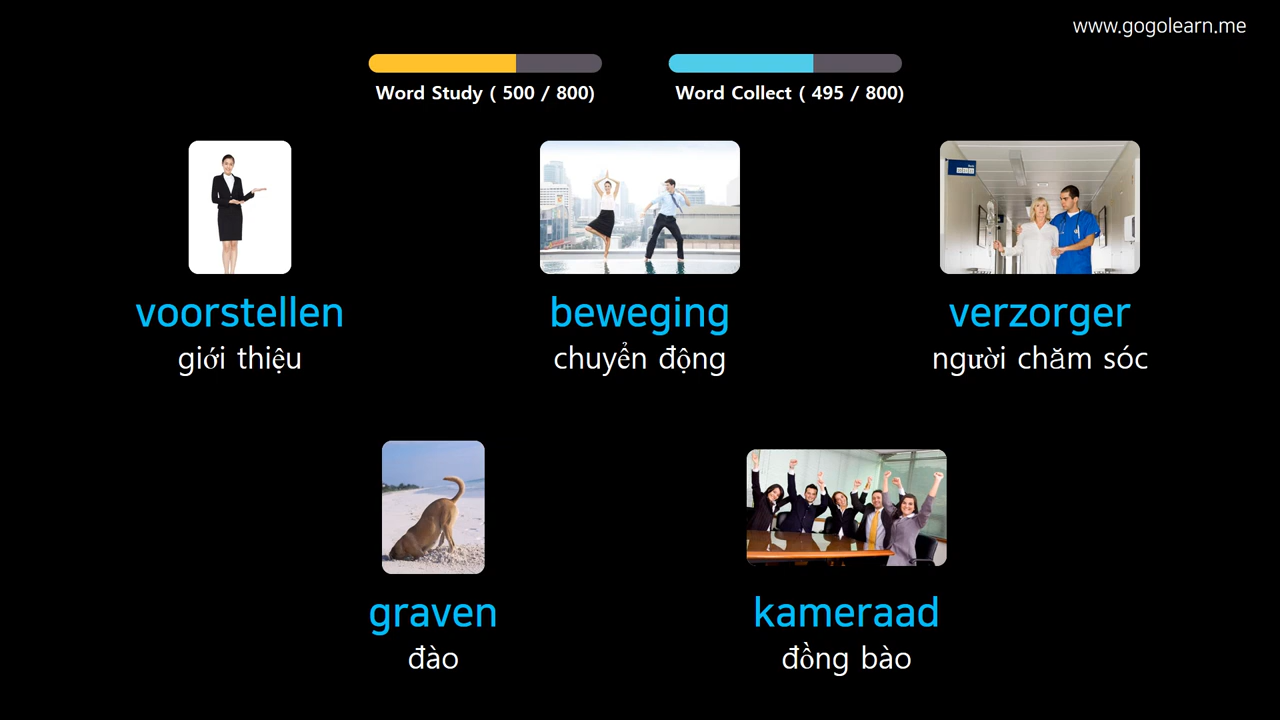 www.gogolearn.me
Word Study ( 500 / 800)
Word Collect ( 495 / 800)
voorstellen
giới thiệu
beweging
chuyển động
verzorger
người chăm sóc
graven
đào
kameraad
đồng bào